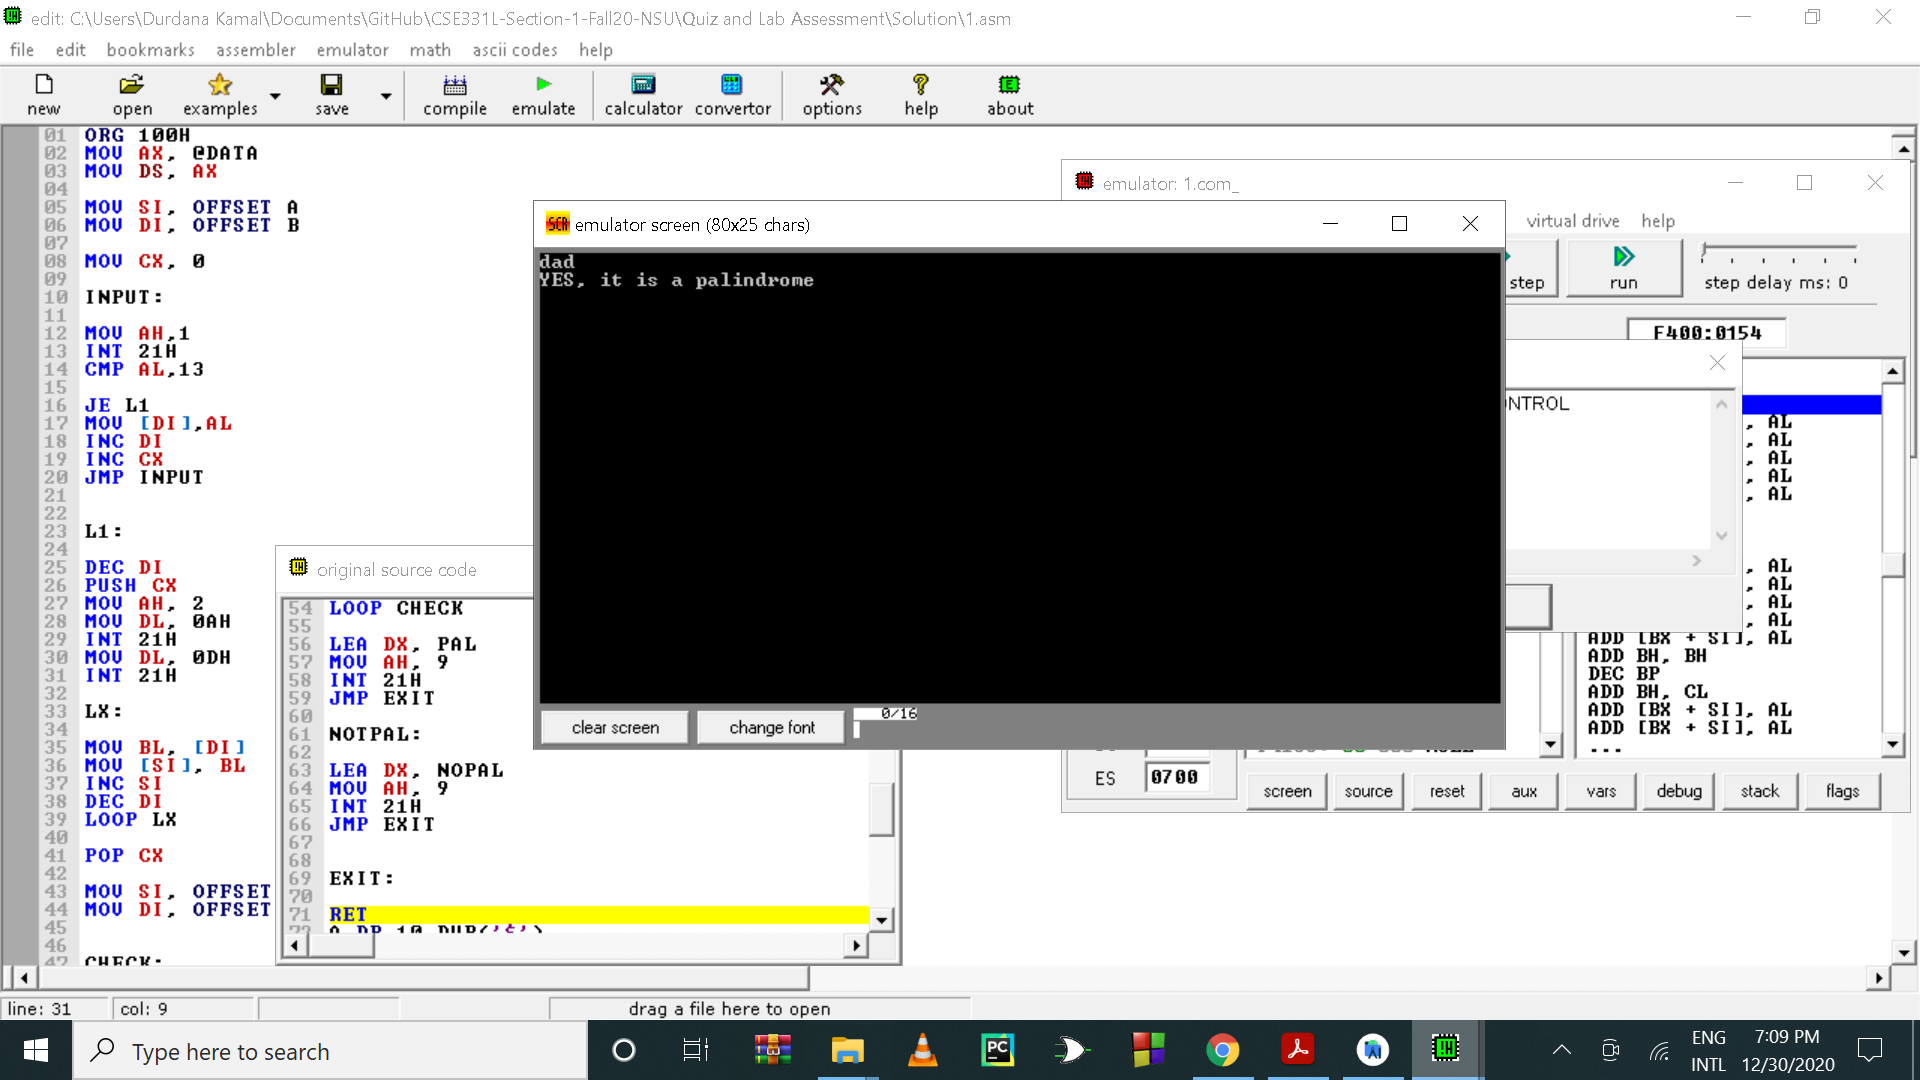 edit: C:\Users\Durdana Kamal\Documents\GitHub\CSE331L-Section-1-Fall20-NSU\Quiz and Lab Assessment\Solution\1.asm
file edit bookmarks assembler emulator math ascii codes help
new open examples save compile emulate calculator convertor options help about
01 ORG 100H
02 MOV AX, @DATA
03 MOV DS, AX
04
05 MOV SI, OFFSET A
06 MOV DI, OFFSET B
07
08 MOV CX, 0
09
10 INPUT:
11
12 MOV AH,1
13 INT 21H
14 CMP AL,13
15
16 JE L1
17 MOV [DI],AL
18 INC DI
19 INC CX
20 JMP INPUT
21
22
23 L1:
24
25 DEC DI
26 PUSH CX
27 MOV AH, 2
28 MOV DL, 0AH
29 INT 21H
30 MOV DL, 0DH
31 INT 21H
32
33 LX:
34
35 MOV BL, [DI]
36 MOV [SI], BL
37 INC SI
38 DEC DI
39 LOOP LX
40
41 POP CX
42
43 MOV SI, OFFSET
44 MOV DI, OFFSET
45
46
47 CHECK:
original source code
54 LOOP CHECK
55
56 LEA DX, PAL
57 MOV AH, 9
58 INT 21H
59 JMP EXIT
60
61 NOTPAL:
62
63 LEA DX, NOPAL
64 MOV AH, 9
65 INT 21H
66 JMP EXIT
67
68
69 EXIT:
70
71 RET
72 A DB 10 DUP('$')
emulator screen (80x25 chars)
dad
YES, it is a palindrome
clear screen change font 0/16
emulator: 1.com_
virtual drive help
step run step delay ms: 0
F400:0154
NTROL
, AL
, AL
, AL
, AL
, AL
, AL
, AL
, AL
, AL
ADD [BX + SI], AL
ADD BH, BH
DEC BP
ADD BH, CL
ADD [BX + SI], AL
ADD [BX + SI], AL
...
ES 0700
screen source reset aux vars debug stack flags
line: 31 col: 9 drag a file here to open
Type here to search
PC
ENG
INTL
7:09 PM
12/30/2020